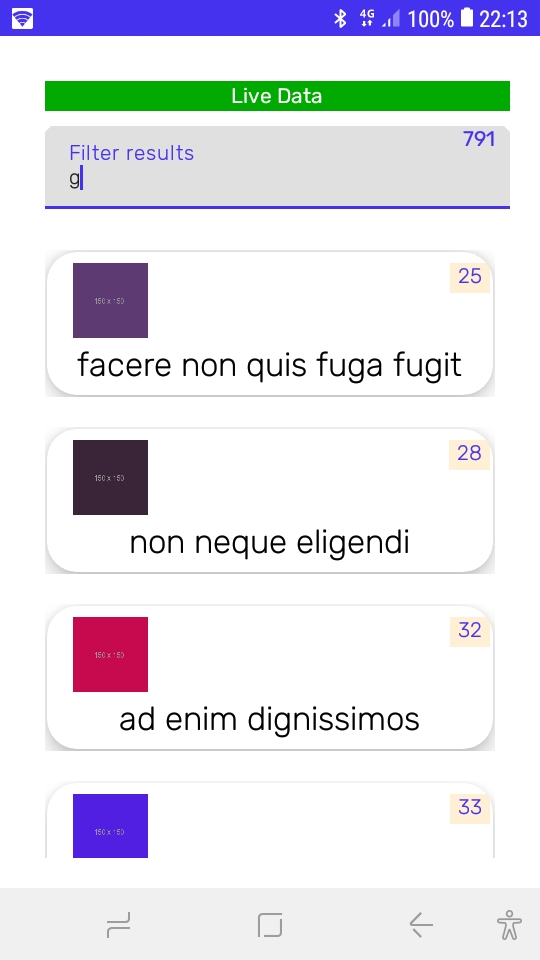 4G 100% 22:13
Live Data
791
Filter results
g
150 x 150
25
facere non quis fuga fugit
150 x 150
28
non neque eligendi
150 x 150
32
ad enim dignissimos
150 x 150
33